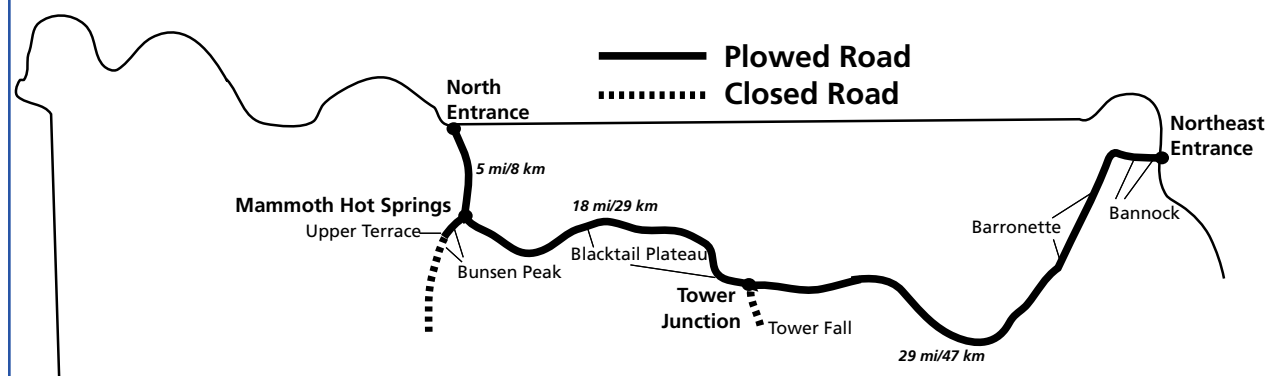 Plowed Road
Closed Road
North
Entrance
Northeast
Entrance
5 mi/8 km
Mammoth Hot Springs
18 mi/29 km
Upper Terrace
Bannock
Barronette
Blacktail Plateau
Bunsen Peak
Tower
Junction
Tower Fall
29 mi/47 km